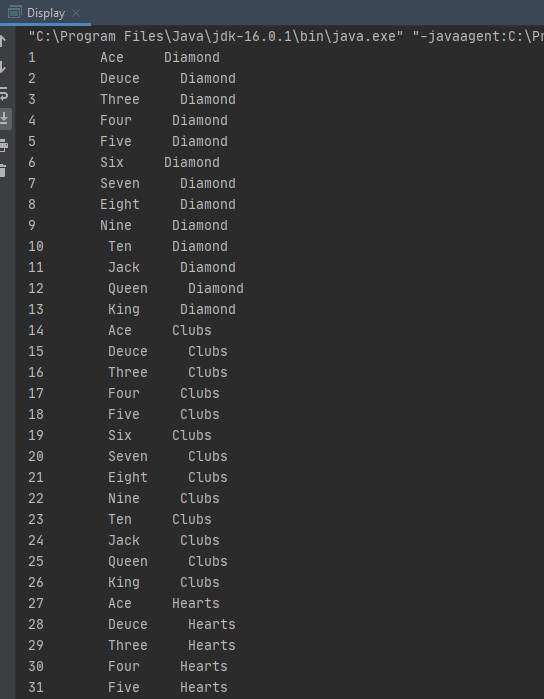 Display
"C:\Program Files\Java\jdk-16.0.1\bin\java.exe" "-javaagent:C:\Pr
1 Ace Diamond
2 Deuce Diamond
3 Three Diamond
4 Four Diamond
5 Five Diamond
6 Six Diamond
7 Seven Diamond
8 Eight Diamond
9 Nine Diamond
10 Ten Diamond
11 Jack Diamond
12 Queen Diamond
13 King Diamond
14 Ace Clubs
15 Deuce Clubs
16 Three Clubs
17 Four Clubs
18 Five Clubs
19 Six Clubs
20 Seven Clubs
21 Eight Clubs
22 Nine Clubs
23 Ten Clubs
24 Jack Clubs
25 Queen Clubs
26 King Clubs
27 Ace Hearts
28 Deuce Hearts
29 Three Hearts
30 Four Hearts
31 Five Hearts